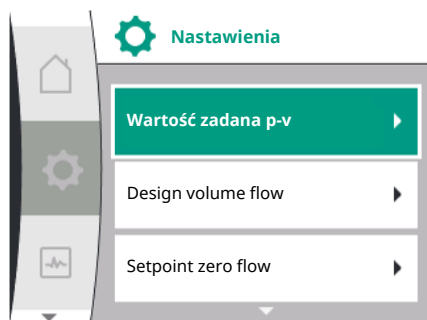 Nastawienia
Wartość zadana p-v
Design volume flow
Setpoint zero flow